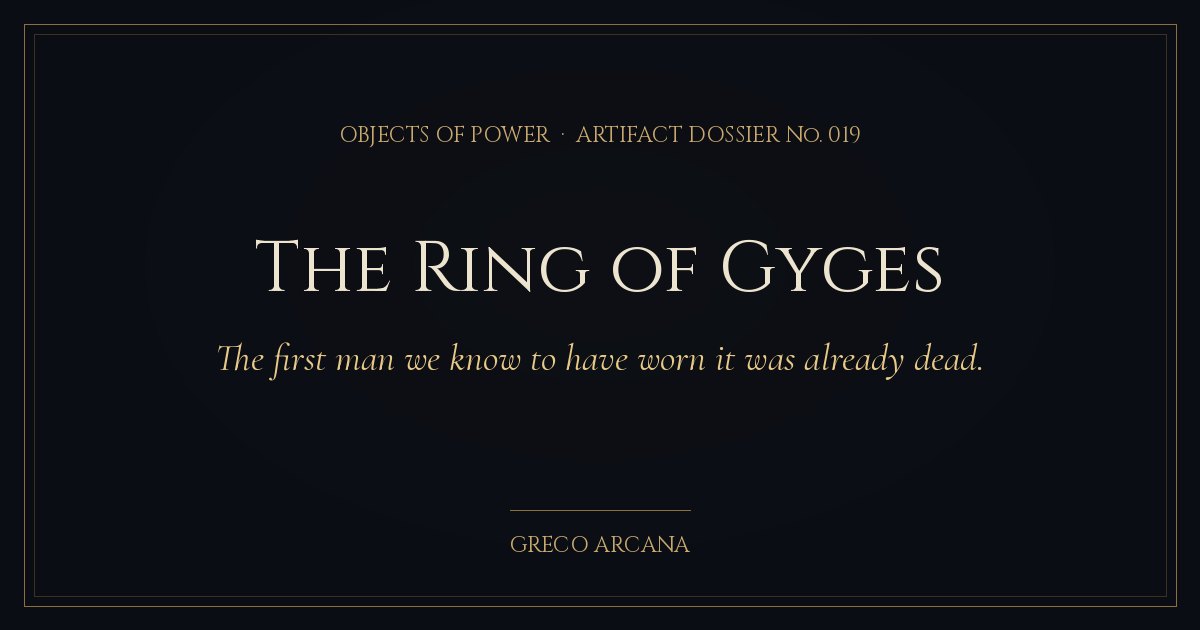 OBJECTS OF POWER · ARTIFACT DOSSIER No. 019
The Ring of Gyges
The first man we know to have worn it was already dead.
GRECO ARCANA